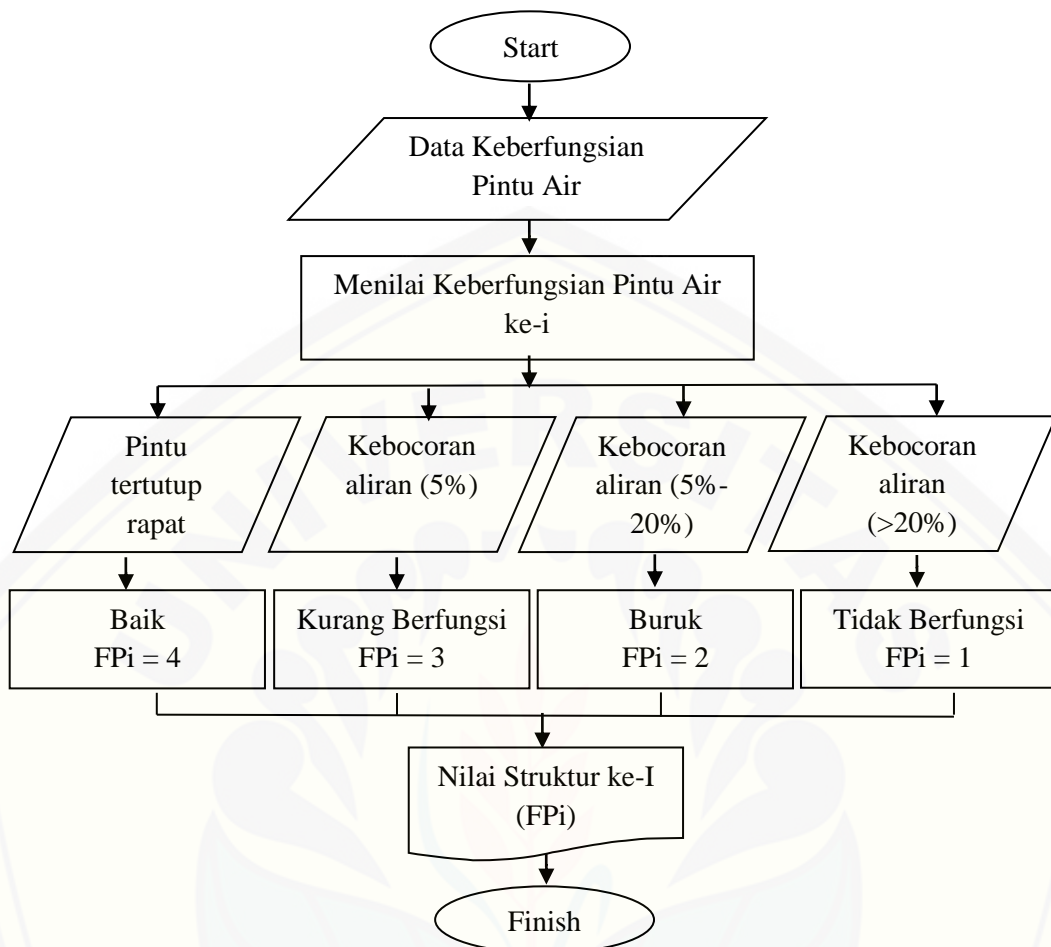 Start
Data Keberfungsian
Pintu Air
Menilai Keberfungsian Pintu Air
ke-i
Pintu
tertutup
rapat
Kebocoran
aliran (5%)
Kebocoran
aliran (5%-
20%)
Kebocoran
aliran
(>20%)
Baik
FPi = 4
Kurang Berfungsi
FPi = 3
Buruk
FPi = 2
Tidak Berfungsi
FPi = 1
Nilai Struktur ke-I
(FPi)
Finish
UNIVERSITAS